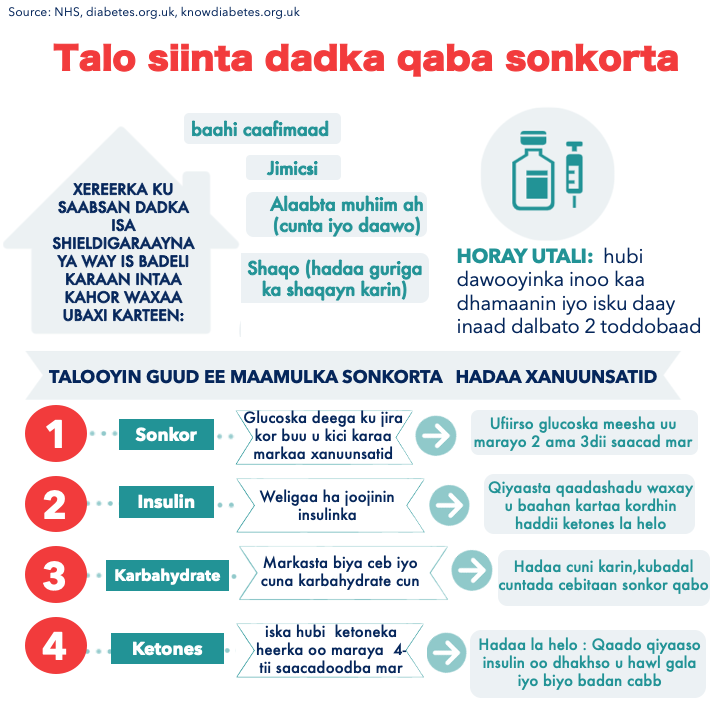 Source: NHS, diabetes.org.uk, knowdiabetes.org.uk
Talo siinta dadka qaba sonkorta
XEREERKA KU
SAABSAN DADKA
ISA
SHIELDIGARAAYNA
YA WAY IS BADELI
KARAAN INTAA
KAHOR WAXAA
UBAXI KARTEEN:
baahi caafimaad
Jimicsi
Alaabta muhiim ah
(cunta iyo daawo)
Shaqo (hadaa guriga
ka shaqayn karin)
HORAY UTALI: hubi
dawooyinka inoo kaa
dhamaanin iyo isku daay
inaad dalbato 2 toddobaad
TALOOYIN GUUD EE MAAMULKA SONKORTA HADAA XANUUNSATID
1
Sonkor
Glucoska deega ku jira
kor buu u kici karaa
markaa xanuunsatid
Ufiirso glucoska meesha uu
marayo 2 ama 3dii saacad mar
2
Insulin
Weligaa ha joojinin
insulinka
Qiyaasta qaadashadu waxay
u baahan kartaa kordhin
haddii ketones la helo
3
Karbahydrate
Markasta biya ceb iyo
cuna karbahydrate cun
Hadaa cuni karin,kubadal
cuntada cebitaan sonkor qabo
4
Ketones
iska hubi ketoneka
heerka oo maraya 4-
tii saacadoodba mar
Hadaa la helo : Qaado qiyaaso
insulin oo dhakhso u hawl gala
iyo biyo badan cabb